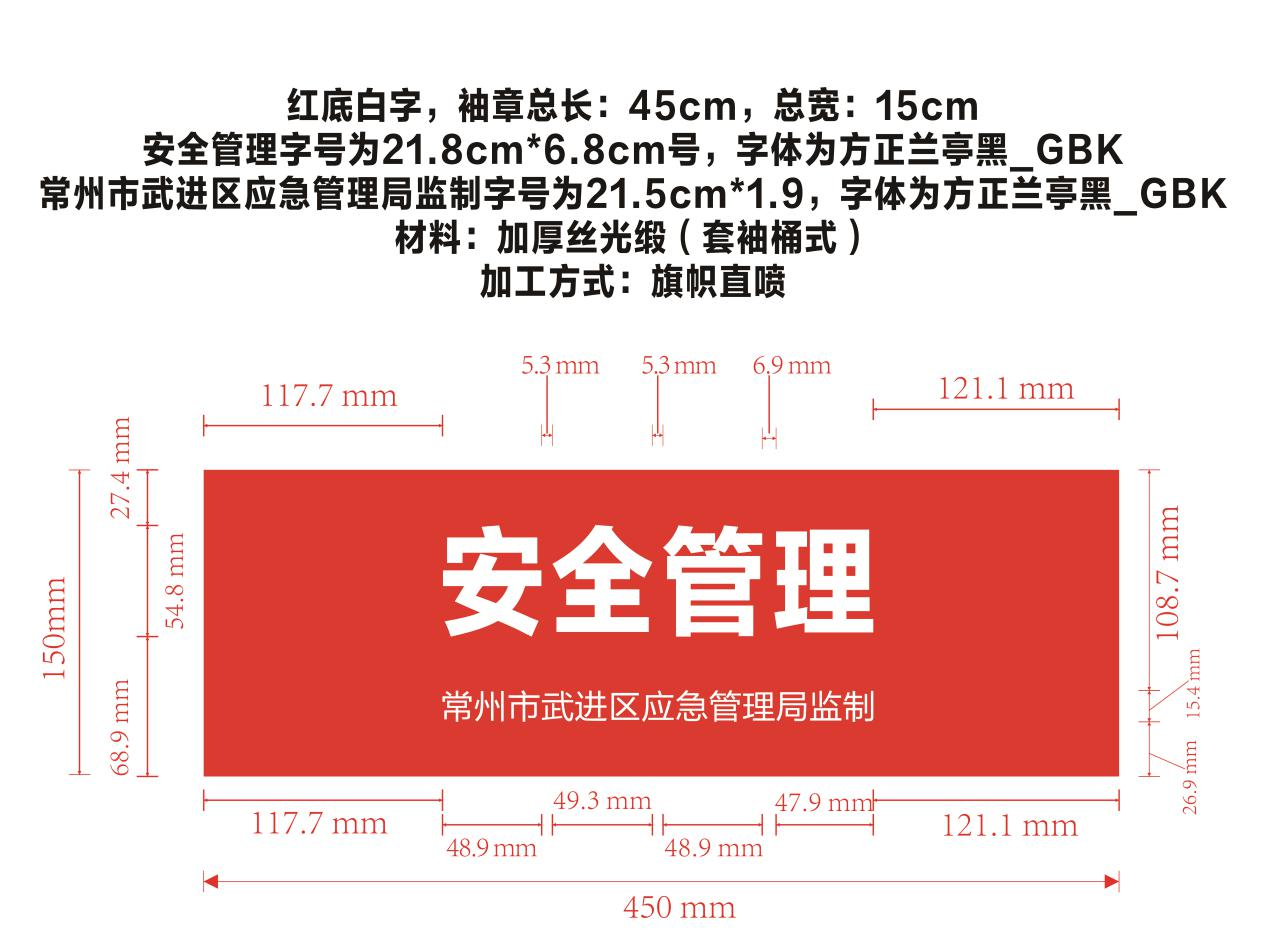 红底白字，袖章总长：45cm，总宽：15cm
安全管理字号为21.8cm*6.8cm号，字体为方正兰亭黑_GBK
常州市武进区应急管理局监制字号为21.5cm*1.9，字体为方正兰亭黑_GBK
材料：加厚丝光缎（套袖桶式）
加工方式：旗帜直喷
5.3 mm
5.3 mm
6.9 mm
117.7 mm
121.1 mm
27.4 mm
54.8 mm
150mm
68.9 mm
安全管理
常州市武进区应急管理局监制
108.7 mm
15.4 mm
26.9 mm
49.3 mm
47.9 mm
117.7 mm
121.1 mm
48.9 mm
48.9 mm
450 mm